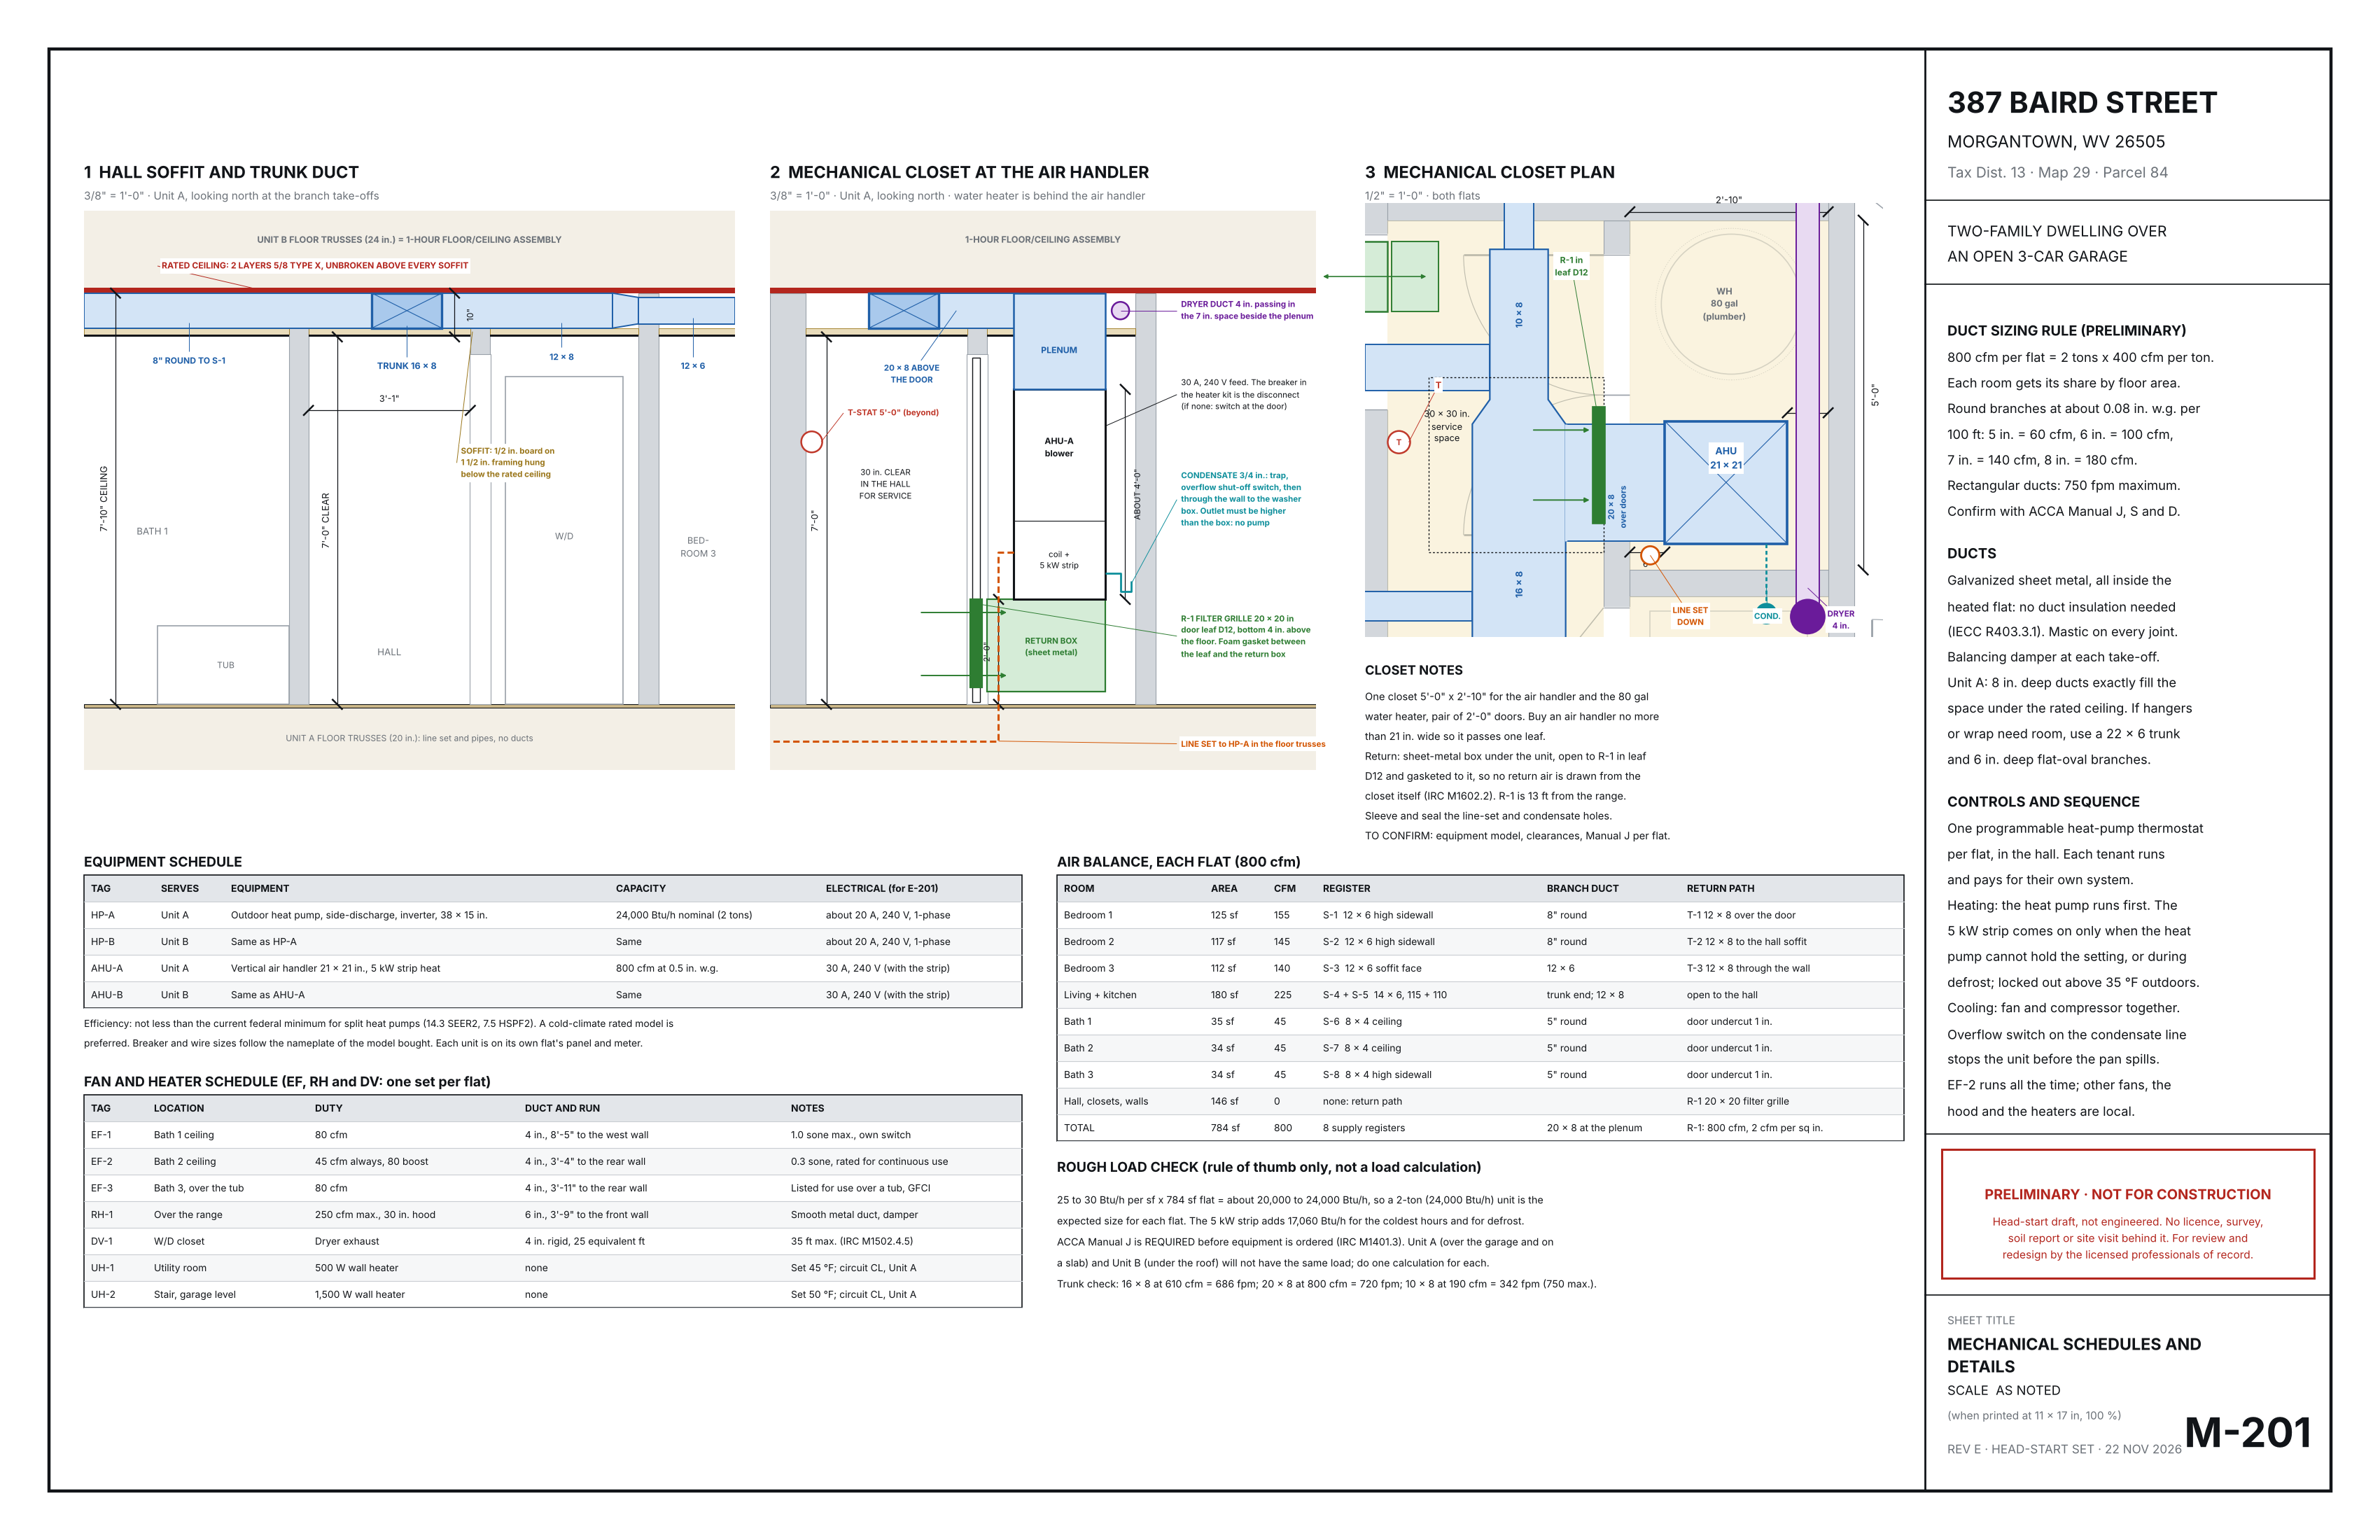 1 HALL SOFFIT AND TRUNK DUCT
3/8" = 1'-0" · Unit A, looking north at the branch take-offs
UNIT B FLOOR TRUSSES (24 in.) = 1-HOUR FLOOR/CEILING ASSEMBLY
RATED CEILING: 2 LAYERS 5/8 TYPE X, UNBROKEN ABOVE EVERY SOFFIT
10"
8" ROUND TO S-1
TRUNK 16 × 8
12 × 8
12 × 6
3'-1"
7'-10" CEILING
7'-0" CLEAR
SOFFIT: 1/2 in. board on
1 1/2 in. framing hung
below the rated ceiling
BATH 1
W/D
BED-
ROOM 3
TUB
HALL
UNIT A FLOOR TRUSSES (20 in.): line set and pipes, no ducts
2 MECHANICAL CLOSET AT THE AIR HANDLER
3/8" = 1'-0" · Unit A, looking north · water heater is behind the air handler
1-HOUR FLOOR/CEILING ASSEMBLY
DRYER DUCT 4 in. passing in
the 7 in. space beside the plenum
PLENUM
20 × 8 ABOVE
THE DOOR
30 A, 240 V feed. The breaker in
the heater kit is the disconnect
(if none: switch at the door)
T-STAT 5'-0" (beyond)
AHU-A
blower
30 in. CLEAR
IN THE HALL
FOR SERVICE
7'-0"
ABOUT 4'-0"
CONDENSATE 3/4 in.: trap,
overflow shut-off switch, then
through the wall to the washer
box. Outlet must be higher
than the box: no pump
coil +
5 kW strip
R-1 FILTER GRILLE 20 × 20 in
door leaf D12, bottom 4 in. above
the floor. Foam gasket between
the leaf and the return box
2'-0"
RETURN BOX
(sheet metal)
LINE SET to HP-A in the floor trusses
3 MECHANICAL CLOSET PLAN
1/2" = 1'-0" · both flats
2'-10"
R-1 in
leaf D12
WH
80 gal
(plumber)
10 × 8
5'-0"
T
30 × 30 in.
service
space
T
AHU
21 × 21
20 × 8
over doors
16 × 8
LINE SET
DOWN
COND.
DRYER
4 in.
CLOSET NOTES
One closet 5'-0" x 2'-10" for the air handler and the 80 gal
water heater, pair of 2'-0" doors. Buy an air handler no more
than 21 in. wide so it passes one leaf.
Return: sheet-metal box under the unit, open to R-1 in leaf
D12 and gasketed to it, so no return air is drawn from the
closet itself (IRC M1602.2). R-1 is 13 ft from the range.
Sleeve and seal the line-set and condensate holes.
TO CONFIRM: equipment model, clearances, Manual J per flat.
EQUIPMENT SCHEDULE
TAG SERVES EQUIPMENT CAPACITY ELECTRICAL (for E-201)
HP-A Unit A Outdoor heat pump, side-discharge, inverter, 38 × 15 in. 24,000 Btu/h nominal (2 tons) about 20 A, 240 V, 1-phase
HP-B Unit B Same as HP-A Same about 20 A, 240 V, 1-phase
AHU-A Unit A Vertical air handler 21 × 21 in., 5 kW strip heat 800 cfm at 0.5 in. w.g. 30 A, 240 V (with the strip)
AHU-B Unit B Same as AHU-A Same 30 A, 240 V (with the strip)
Efficiency: not less than the current federal minimum for split heat pumps (14.3 SEER2, 7.5 HSPF2). A cold-climate rated model is
preferred. Breaker and wire sizes follow the nameplate of the model bought. Each unit is on its own flat's panel and meter.
FAN AND HEATER SCHEDULE (EF, RH and DV: one set per flat)
TAG LOCATION DUTY DUCT AND RUN NOTES
EF-1 Bath 1 ceiling 80 cfm 4 in., 8'-5" to the west wall 1.0 sone max., own switch
EF-2 Bath 2 ceiling 45 cfm always, 80 boost 4 in., 3'-4" to the rear wall 0.3 sone, rated for continuous use
EF-3 Bath 3, over the tub 80 cfm 4 in., 3'-11" to the rear wall Listed for use over a tub, GFCI
RH-1 Over the range 250 cfm max., 30 in. hood 6 in., 3'-9" to the front wall Smooth metal duct, damper
DV-1 W/D closet Dryer exhaust 4 in. rigid, 25 equivalent ft 35 ft max. (IRC M1502.4.5)
UH-1 Utility room 500 W wall heater none Set 45 °F; circuit CL, Unit A
UH-2 Stair, garage level 1,500 W wall heater none Set 50 °F; circuit CL, Unit A
AIR BALANCE, EACH FLAT (800 cfm)
ROOM AREA CFM REGISTER BRANCH DUCT RETURN PATH
Bedroom 1 125 sf 155 S-1 12 × 6 high sidewall 8" round T-1 12 × 8 over the door
Bedroom 2 117 sf 145 S-2 12 × 6 high sidewall 8" round T-2 12 × 8 to the hall soffit
Bedroom 3 112 sf 140 S-3 12 × 6 soffit face 12 × 6 T-3 12 × 8 through the wall
Living + kitchen 180 sf 225 S-4 + S-5 14 × 6, 115 + 110 trunk end; 12 × 8 open to the hall
Bath 1 35 sf 45 S-6 8 × 4 ceiling 5" round door undercut 1 in.
Bath 2 34 sf 45 S-7 8 × 4 ceiling 5" round door undercut 1 in.
Bath 3 34 sf 45 S-8 8 × 4 high sidewall 5" round door undercut 1 in.
Hall, closets, walls 146 sf 0 none: return path R-1 20 × 20 filter grille
TOTAL 784 sf 800 8 supply registers 20 × 8 at the plenum R-1: 800 cfm, 2 cfm per sq in.
ROUGH LOAD CHECK (rule of thumb only, not a load calculation)
25 to 30 Btu/h per sf x 784 sf flat = about 20,000 to 24,000 Btu/h, so a 2-ton (24,000 Btu/h) unit is the
expected size for each flat. The 5 kW strip adds 17,060 Btu/h for the coldest hours and for defrost.
ACCA Manual J is REQUIRED before equipment is ordered (IRC M1401.3). Unit A (over the garage and on
a slab) and Unit B (under the roof) will not have the same load; do one calculation for each.
Trunk check: 16 × 8 at 610 cfm = 686 fpm; 20 × 8 at 800 cfm = 720 fpm; 10 × 8 at 190 cfm = 342 fpm (750 max.).
387 BAIRD STREET
MORGANTOWN, WV 26505
Tax Dist. 13 · Map 29 · Parcel 84
TWO-FAMILY DWELLING OVER
AN OPEN 3-CAR GARAGE
DUCT SIZING RULE (PRELIMINARY)
800 cfm per flat = 2 tons x 400 cfm per ton.
Each room gets its share by floor area.
Round branches at about 0.08 in. w.g. per
100 ft: 5 in. = 60 cfm, 6 in. = 100 cfm,
7 in. = 140 cfm, 8 in. = 180 cfm.
Rectangular ducts: 750 fpm maximum.
Confirm with ACCA Manual J, S and D.
DUCTS
Galvanized sheet metal, all inside the
heated flat: no duct insulation needed
(IECC R403.3.1). Mastic on every joint.
Balancing damper at each take-off.
Unit A: 8 in. deep ducts exactly fill the
space under the rated ceiling. If hangers
or wrap need room, use a 22 × 6 trunk
and 6 in. deep flat-oval branches.
CONTROLS AND SEQUENCE
One programmable heat-pump thermostat
per flat, in the hall. Each tenant runs
and pays for their own system.
Heating: the heat pump runs first. The
5 kW strip comes on only when the heat
pump cannot hold the setting, or during
defrost; locked out above 35 °F outdoors.
Cooling: fan and compressor together.
Overflow switch on the condensate line
stops the unit before the pan spills.
EF-2 runs all the time; other fans, the
hood and the heaters are local.
PRELIMINARY · NOT FOR CONSTRUCTION
Head-start draft, not engineered. No licence, survey,
soil report or site visit behind it. For review and
redesign by the licensed professionals of record.
SHEET TITLE
MECHANICAL SCHEDULES AND
DETAILS
SCALE AS NOTED
(when printed at 11 × 17 in, 100 %)
REV E · HEAD-START SET · 22 NOV 2026
M-201